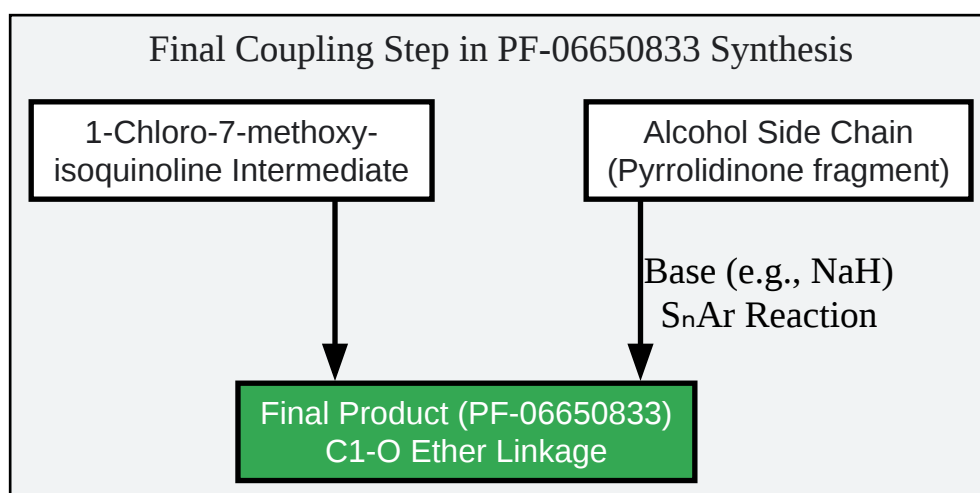 Final Coupling Step in PF-06650833 Synthesis
1-Chloro-7-methoxy-
isoquinoline Intermediate
Alcohol Side Chain
(Pyrrolidinone fragment)
Base (e.g., NaH)
SₙAr Reaction
Final Product (PF-06650833)
C1-O Ether Linkage